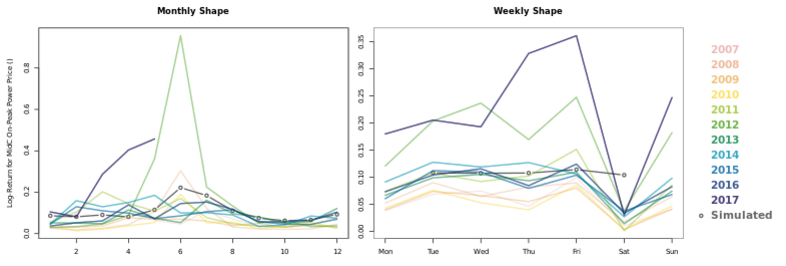 Monthly Shape
Log-Return for MidC On-Peak Power Price ()
0.0
0.2
0.4
0.6
0.8
2
4
6
8
10
12
Weekly Shape
0.00
0.05
0.10
0.15
0.20
0.25
0.30
0.35
Mon
Tue
Wed
Thu
Fri
Sat
Sun
2007
2008
2009
2010
2011
2012
2013
2014
2015
2016
2017
Simulated